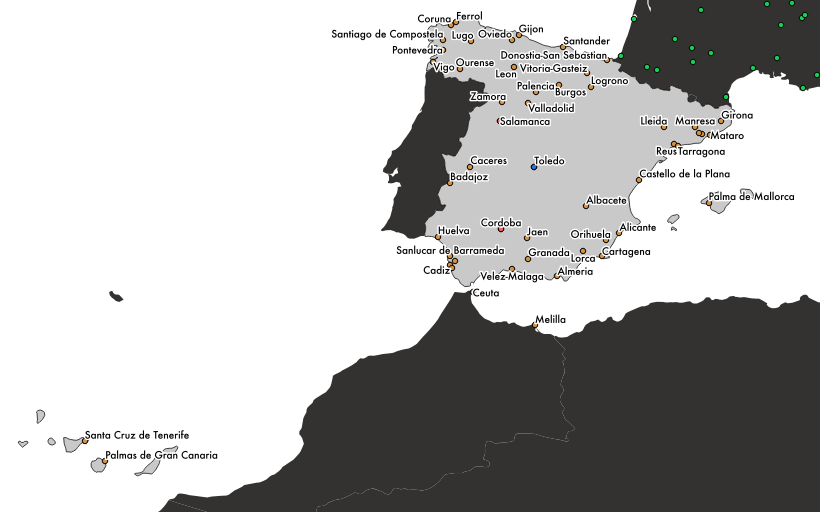 Coruna
Ferrol
Santiago de Compostela
Lugo
Oviedo
Gijon
Santander
Pontevedra
Donostia-San Sebastian
Vigo
Ourense
Leon
Vitoria-Gasteiz
Logrono
Palencia
Burgos
Zamora
Valladolid
Salamanca
Lleida
Manresa
Girona
Mataro
Reus
Tarragona
Caceres
Toledo
Badajoz
Castello de la Plana
Albacete
Palma de Mallorca
Cordoba
Huelva
Jaen
Orihuela
Alicante
Sanlucar de Barrameda
Granada
Lorca
Cartagena
Cadiz
Velez-Malaga
Almeria
Ceuta
Melilla
Santa Cruz de Tenerife
Palmas de Gran Canaria